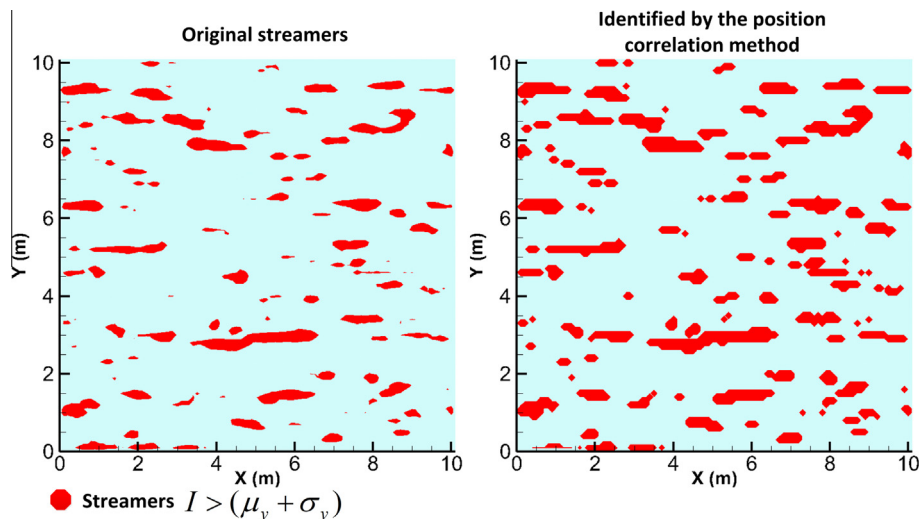 Original streamers
Identified by the position
correlation method
10
8
6
4
2
0
Y (m)
0 2 4 6 8 10
X (m)
10
8
6
4
2
0
Y (m)
0 2 4 6 8 10
X (m)
Streamers I > (μᵥ + σᵥ)